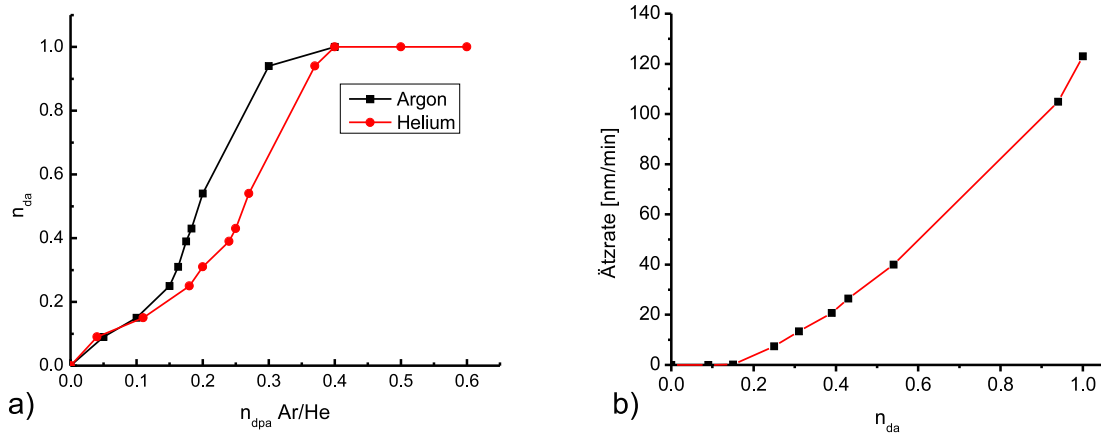 1.0
0.8
0.6
0.4
0.2
0.0
n_da
Argon
Helium
0.0 0.1 0.2 0.3 0.4 0.5 0.6
n_dpa Ar/He
a)
140
120
100
80
60
40
20
0
Ätzrate [nm/min]
0.0 0.2 0.4 0.6 0.8 1.0
n_da
b)